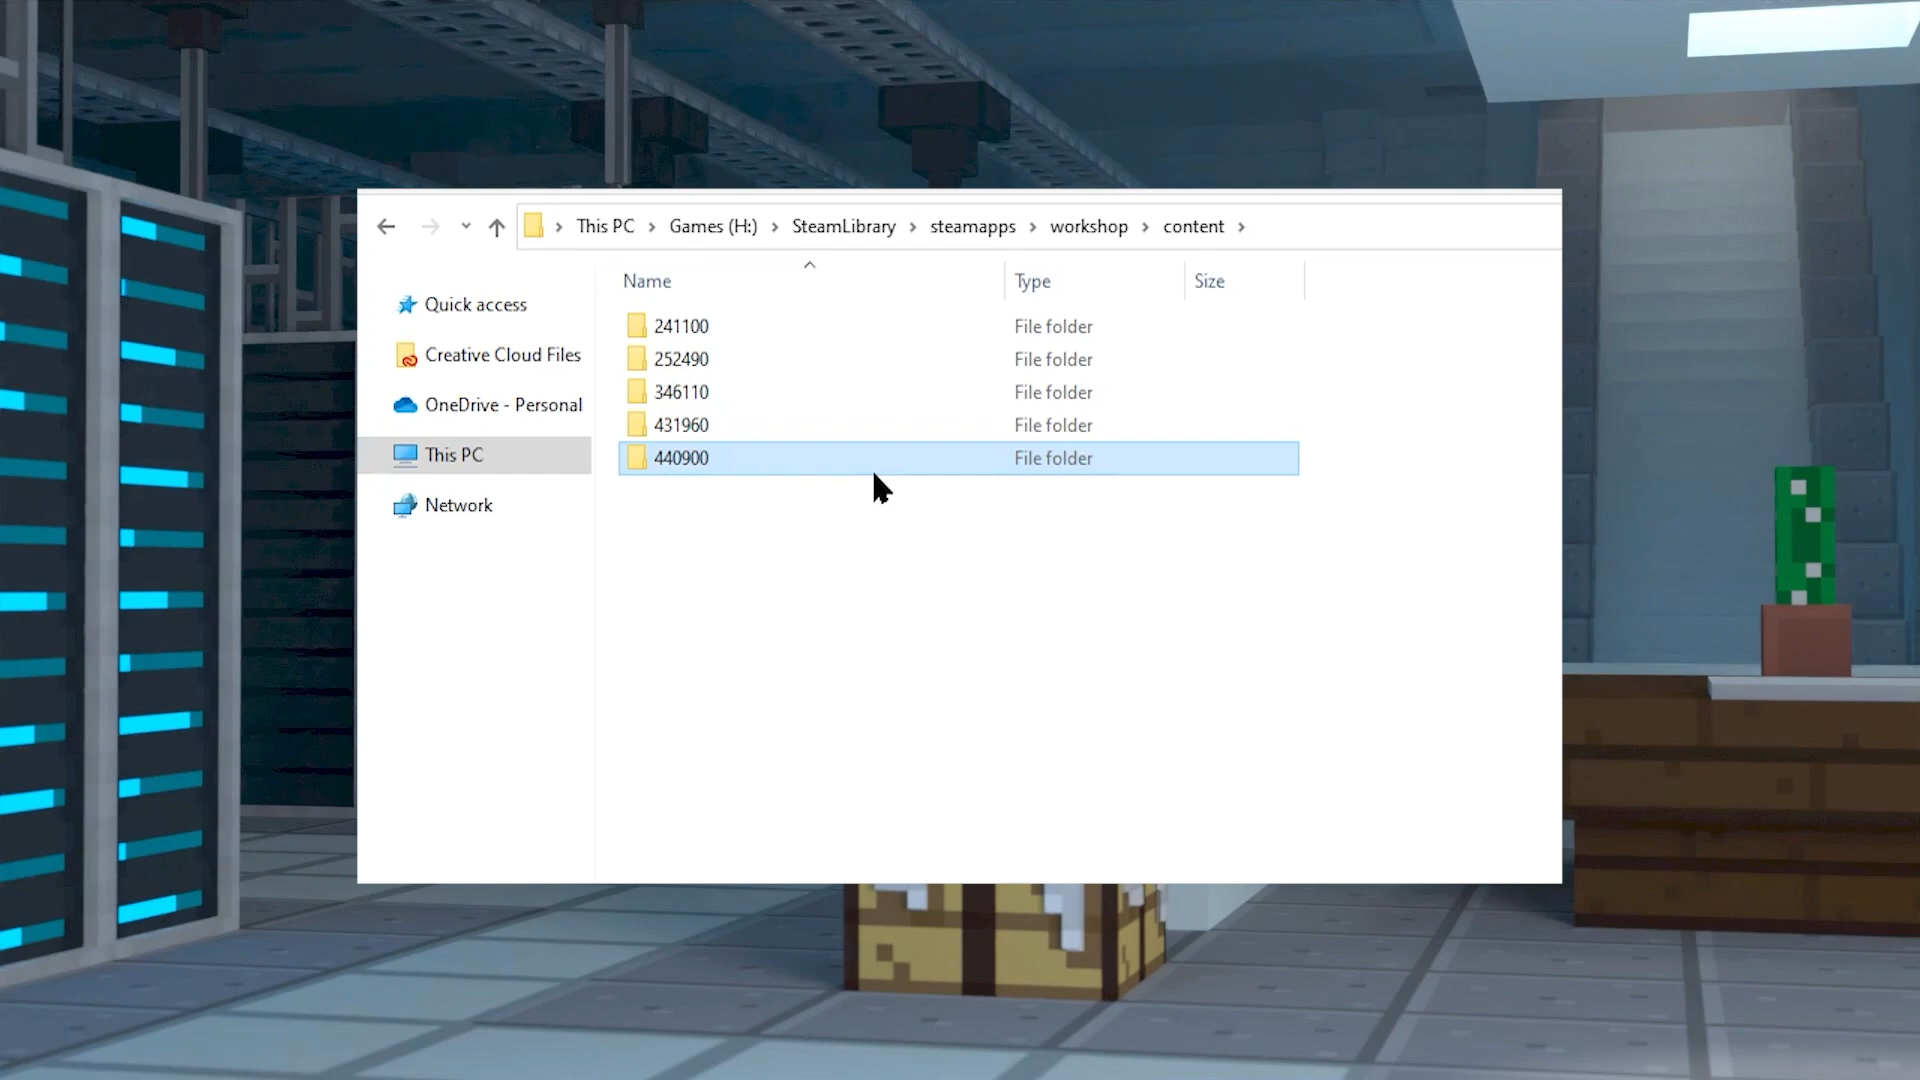 This PC > Games (H:) > SteamLibrary > steamapps > workshop > content >
Name Type Size
Quick access
Creative Cloud Files
OneDrive - Personal
This PC
Network
241100 File folder
252490 File folder
346110 File folder
431960 File folder
440900 File folder